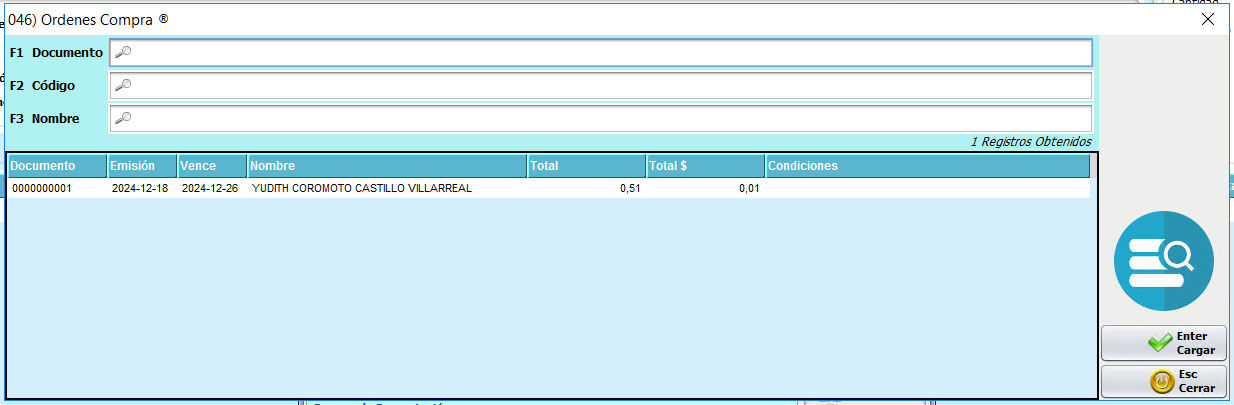 046) Ordenes Compra ®
F1 Documento
F2 Código
F3 Nombre
1 Registros Obtenidos
Documento Emisión Vence Nombre Total Total $ Condiciones
0000000001 2024-12-18 2024-12-26 YUDITH COROMOTO CASTILLO VILLARREAL 0,51 0,01
Enter
Cargar
Esc
Cerrar